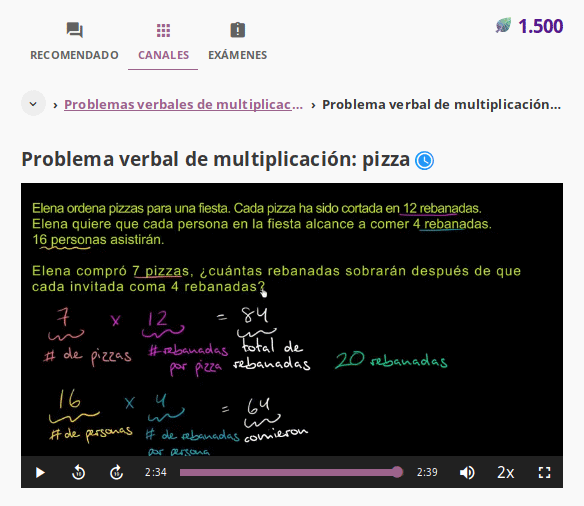 1.500
RECOMENDADO CANALES EXÁMENES
› Problemas verbales de multiplicac... › Problema verbal de multiplicación...
Problema verbal de multiplicación: pizza
Elena ordena pizzas para una fiesta. Cada pizza ha sido cortada en 12 rebanadas.
Elena quiere que cada persona en la fiesta alcance a comer 4 rebanadas.
16 personas asistirán.
Elena compró 7 pizzas, ¿cuántas rebanadas sobrarán después de que
cada invitada coma 4 rebanadas?
7 x 12 = 84
# de pizzas # rebanadas por pizza total de rebanadas
20 rebanadas
16 x 4 = 64
# de personas # de rebanadas por persona comieron
2:34 2:39 2x